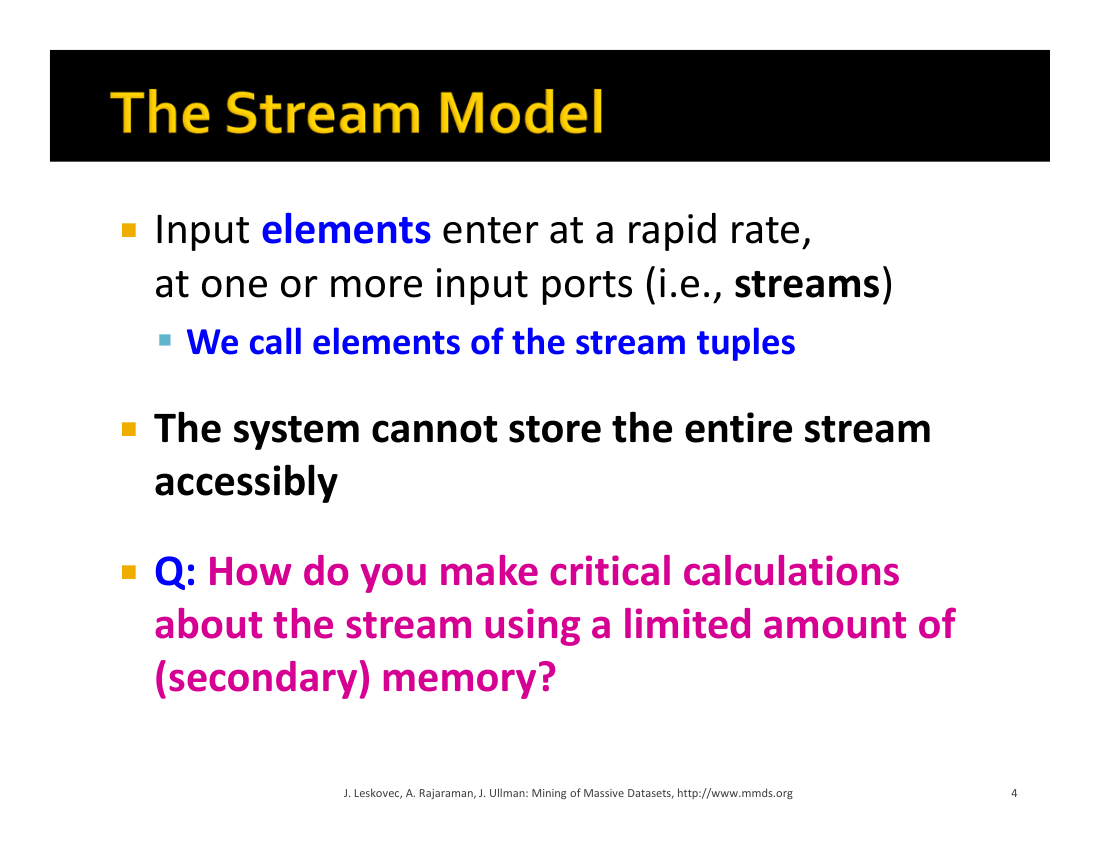 The Stream Model
Input elements enter at a rapid rate,
at one or more input ports (i.e., streams)
We call elements of the stream tuples
The system cannot store the entire stream
accessibly
Q: How do you make critical calculations
about the stream using a limited amount of
(secondary) memory?
J. Leskovec, A. Rajaraman, J. Ullman: Mining of Massive Datasets, http://www.mmds.org
4